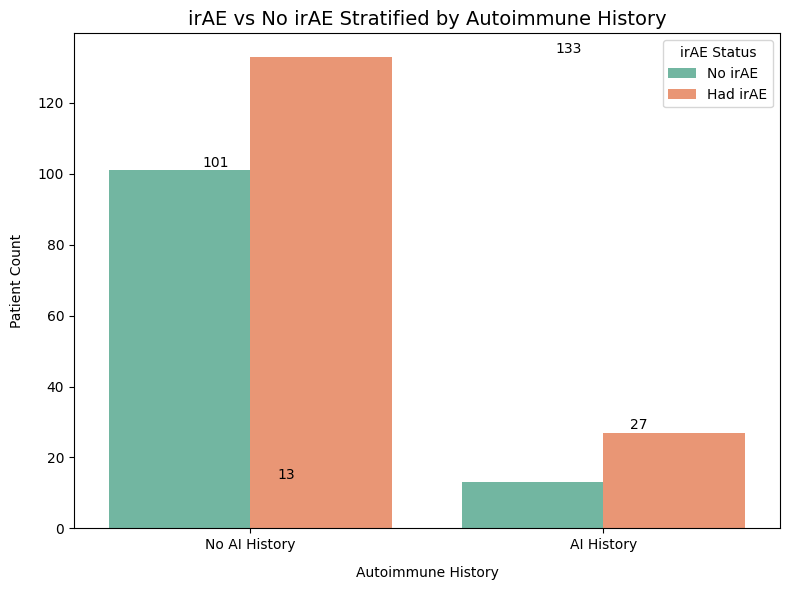 irAE vs No irAE Stratified by Autoimmune History
133
irAE Status
No irAE
Had irAE
101
27
13
120
100
80
60
40
20
0
Patient Count
No AI History
AI History
Autoimmune History